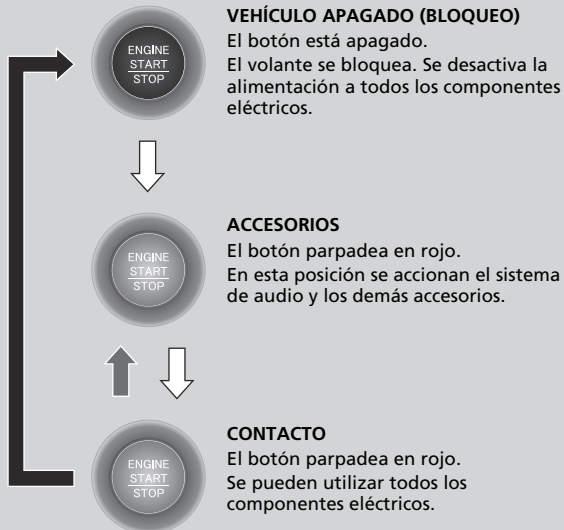 ENGINE
START
STOP
VEHÍCULO APAGADO (BLOQUEO)
El botón está apagado.
El volante se bloquea. Se desactiva la
alimentación a todos los componentes
eléctricos.
ENGINE
START
STOP
ACCESORIOS
El botón parpadea en rojo.
En esta posición se accionan el sistema
de audio y los demás accesorios.
ENGINE
START
STOP
CONTACTO
El botón parpadea en rojo.
Se pueden utilizar todos los
componentes eléctricos.